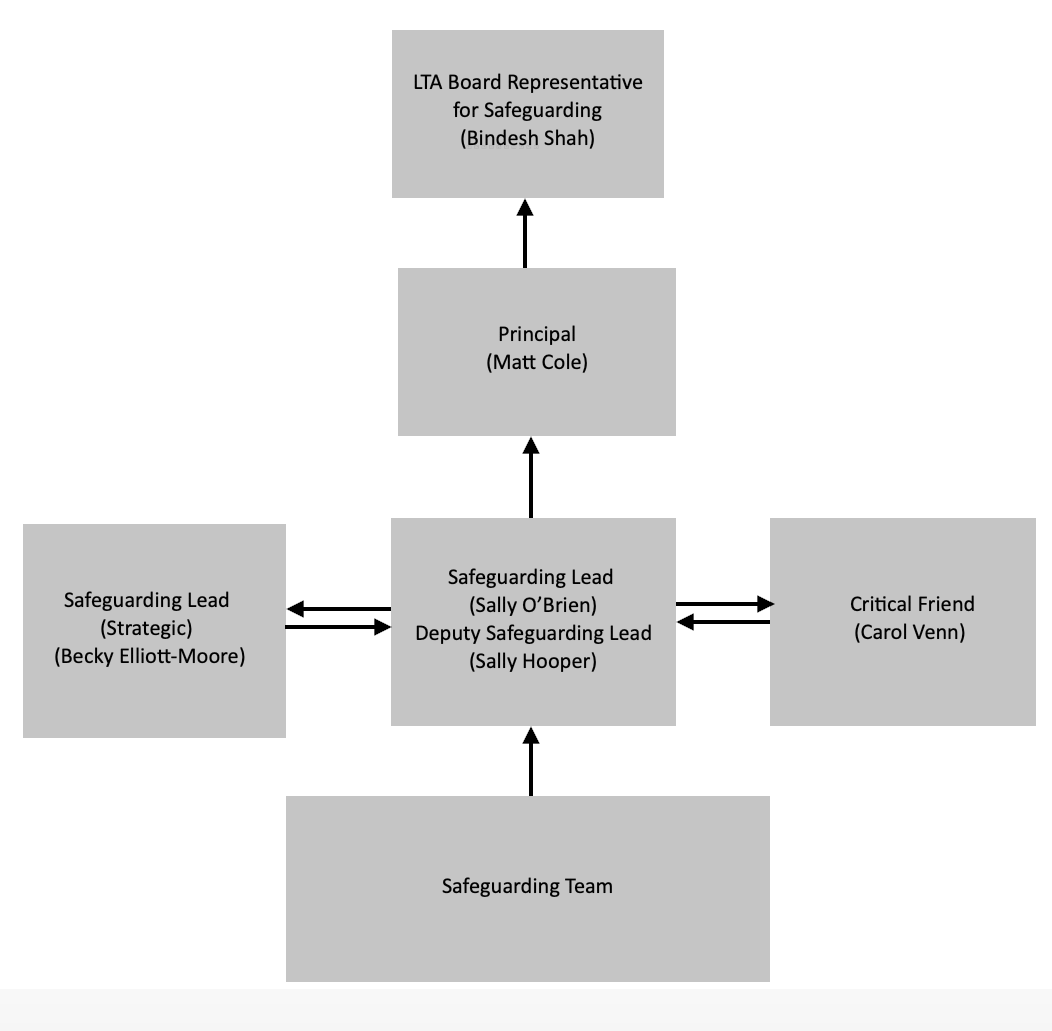 LTA Board Representative
for Safeguarding
(Bindesh Shah)
Principal
(Matt Cole)
Safeguarding Lead
(Strategic)
(Becky Elliott-Moore)
Safeguarding Lead
(Sally O’Brien)
Deputy Safeguarding Lead
(Sally Hooper)
Critical Friend
(Carol Venn)
Safeguarding Team